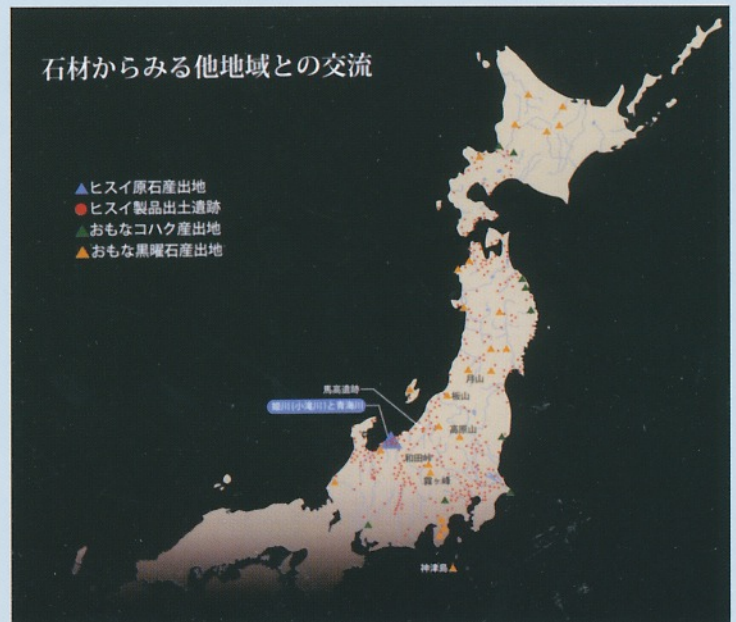 石材からみる他地域との交流
▲ヒスイ原石産出地
●ヒスイ製品出土遺跡
▲おもなコハク産出地
▲おもな黒曜石産出地
月山
馬高遺跡
板山
姫川(小滝川)と青海川
高原山
和田峠
霧ヶ峰
神津島